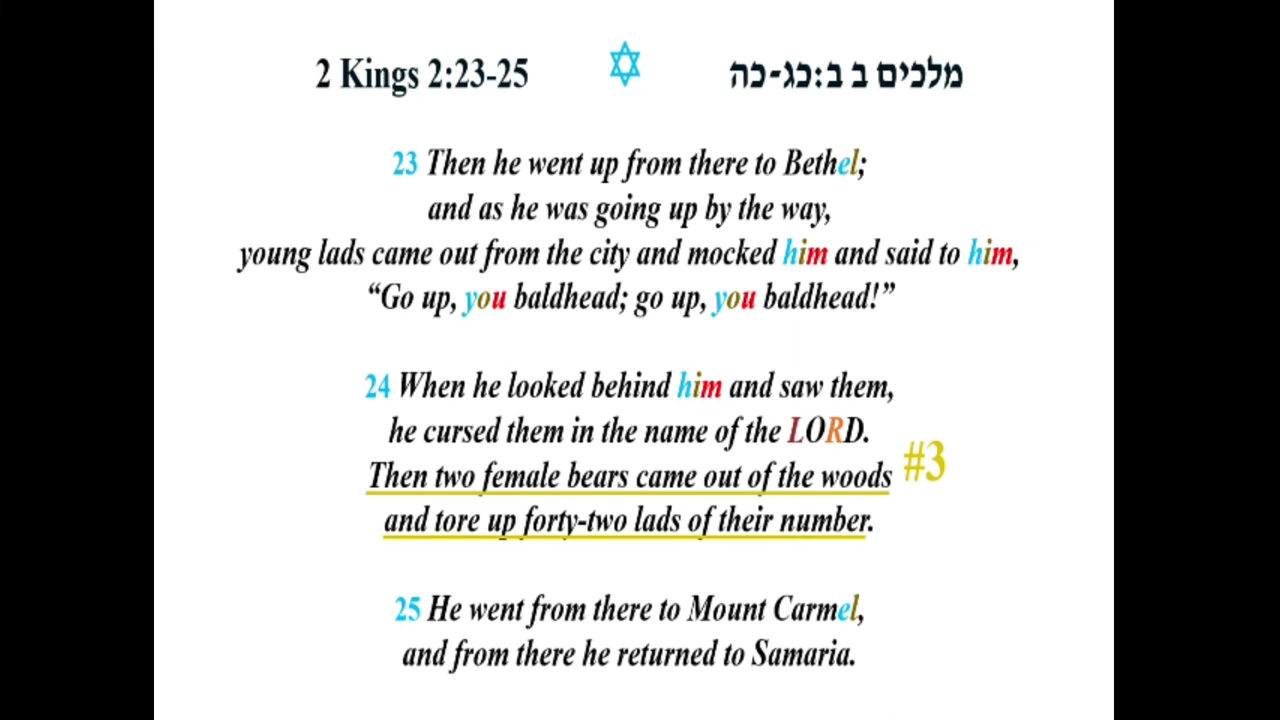 2 Kings 2:23-25 ✡ מלכים ב ב:כג-כה
23 Then he went up from there to Bethel;
and as he was going up by the way,
young lads came out from the city and mocked him and said to him,
“Go up, you baldhead; go up, you baldhead!”
24 When he looked behind him and saw them,
he cursed them in the name of the LORD.
Then two female bears came out of the woods #3
and tore up forty-two lads of their number.
25 He went from there to Mount Carmel,
and from there he returned to Samaria.